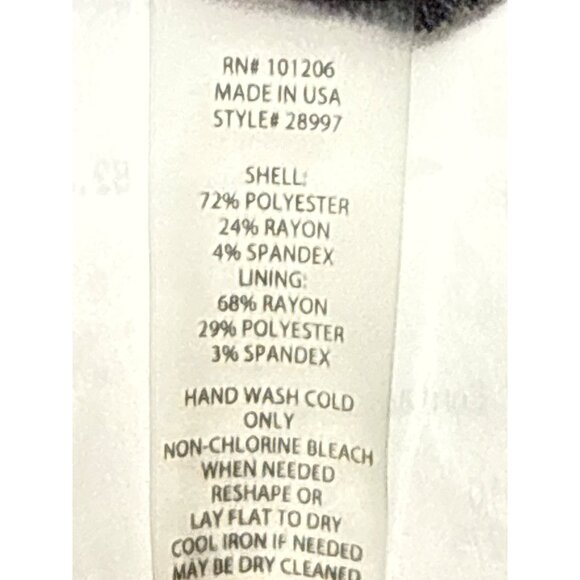 RN# 101206
MADE IN USA
STYLE# 28997
SHELL:
72% POLYESTER
24% RAYON
4% SPANDEX
LINING:
68% RAYON
29% POLYESTER
3% SPANDEX
HAND WASH COLD
ONLY
NON-CHLORINE BLEACH
WHEN NEEDED
RESHAPE OR
LAY FLAT TO DRY
COOL IRON IF NEEDED
MAY BE DRY CLEANED